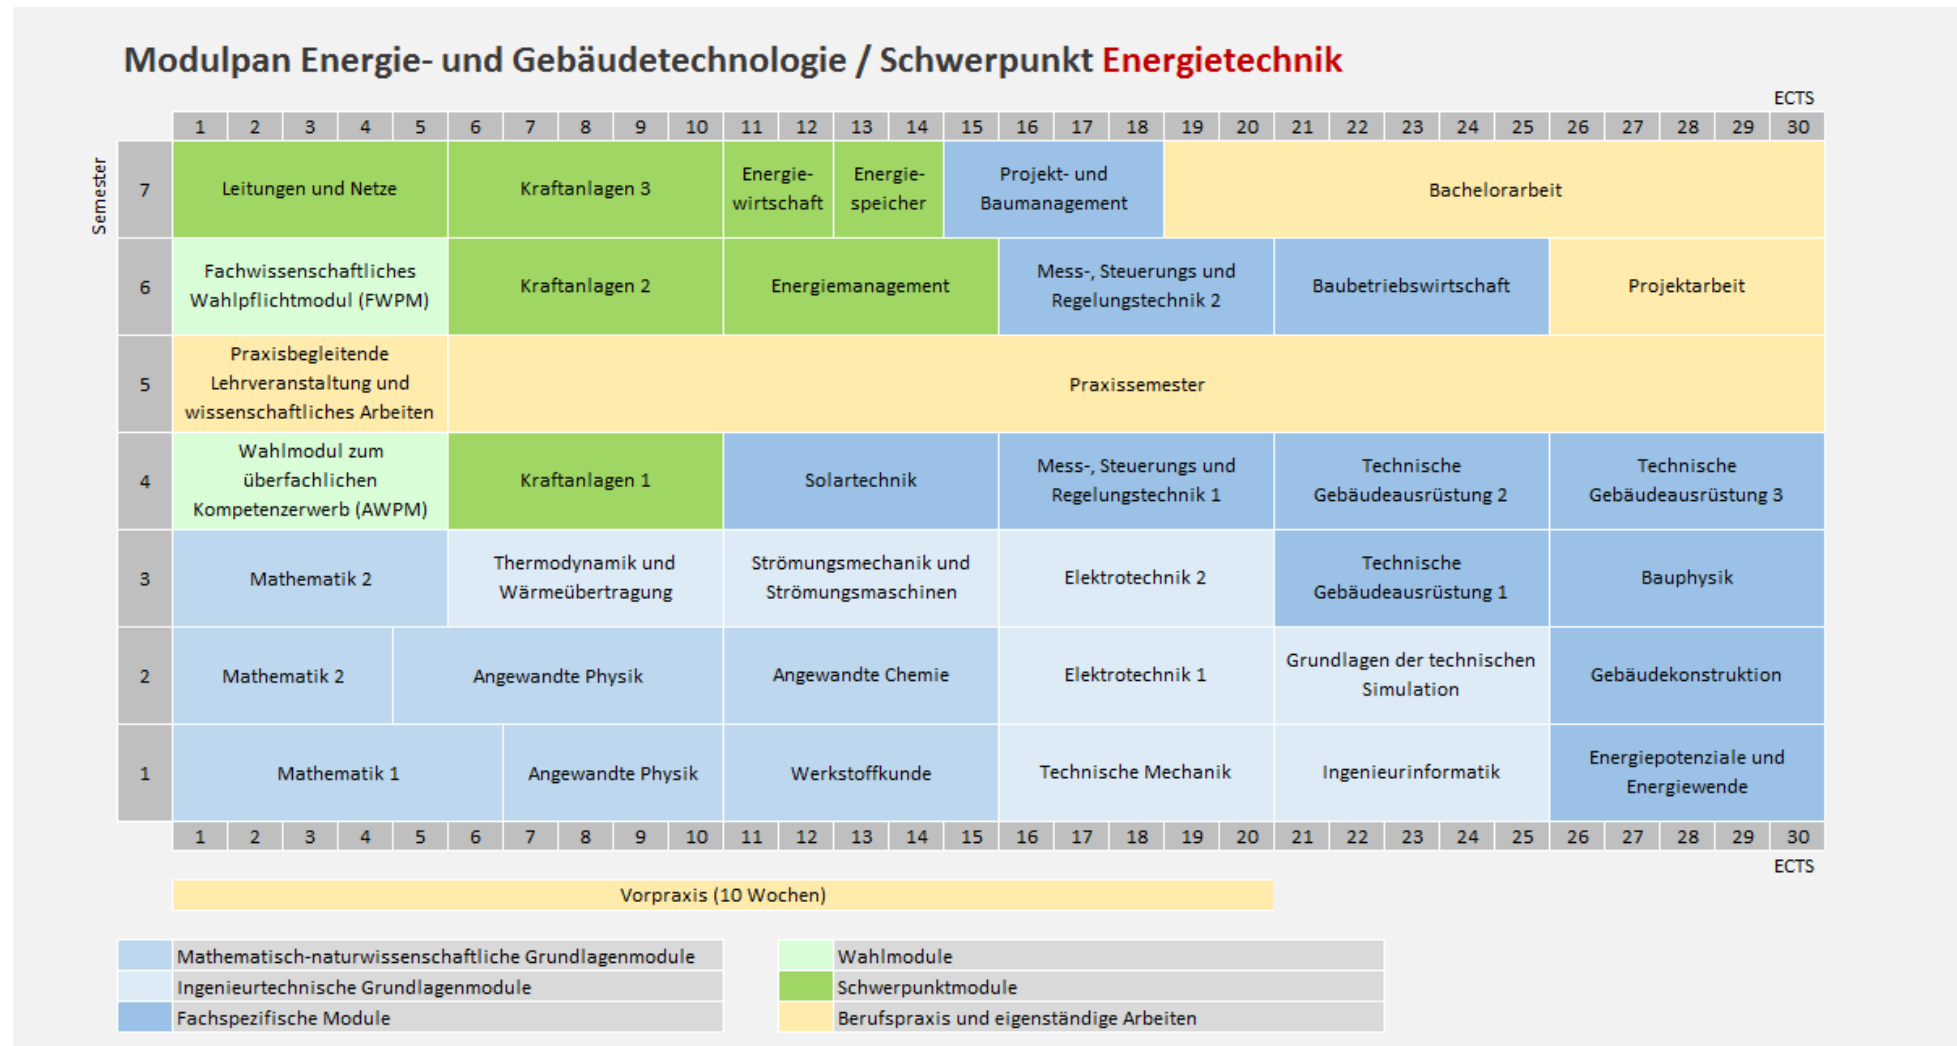 Modulpan Energie- und Gebäudetechnologie / Schwerpunkt Energietechnik
ECTS
1 2 3 4 5 6 7 8 9 10 11 12 13 14 15 16 17 18 19 20 21 22 23 24 25 26 27 28 29 30
Semester
7
Leitungen und Netze
Kraftanlagen 3
Energie-
wirtschaft
Energie-
speicher
Projekt- und
Baumanagement
Bachelorarbeit
6
Fachwissenschaftliches
Wahlpflichtmodul (FWPM)
Kraftanlagen 2
Energiemanagement
Mess-, Steuerungs und
Regelungstechnik 2
Baubetriebswirtschaft
Projektarbeit
5
Praxisbegleitende
Lehrveranstaltung und
wissenschaftliches Arbeiten
Praxissemester
4
Wahlmodul zum
überfachlichen
Kompetenzerwerb (AWPM)
Kraftanlagen 1
Solartechnik
Mess-, Steuerungs und
Regelungstechnik 1
Technische
Gebäudeausrüstung 2
Technische
Gebäudeausrüstung 3
3
Mathematik 2
Thermodynamik und
Wärmeübertragung
Strömungsmechanik und
Strömungsmaschinen
Elektrotechnik 2
Technische
Gebäudeausrüstung 1
Bauphysik
2
Mathematik 2
Angewandte Physik
Angewandte Chemie
Elektrotechnik 1
Grundlagen der technischen
Simulation
Gebäudekonstruktion
1
Mathematik 1
Angewandte Physik
Werkstoffkunde
Technische Mechanik
Ingenieurinformatik
Energiepotenziale und
Energiewende
1 2 3 4 5 6 7 8 9 10 11 12 13 14 15 16 17 18 19 20 21 22 23 24 25 26 27 28 29 30
ECTS
Vorpraxis (10 Wochen)
Mathematisch-naturwissenschaftliche Grundlagenmodule
Ingenieurtechnische Grundlagenmodule
Fachspezifische Module
Wahlmodule
Schwerpunktmodule
Berufspraxis und eigenständige Arbeiten